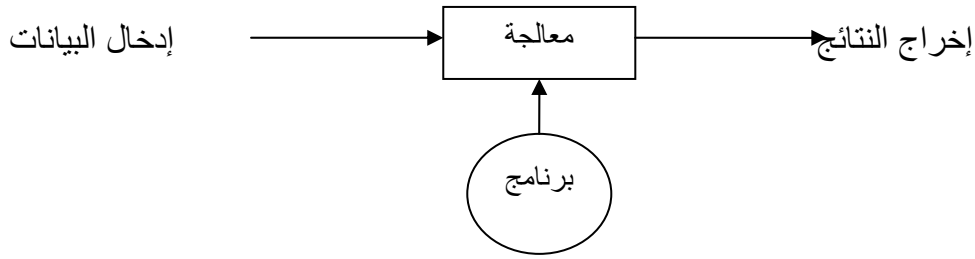 إدخال البيانات
معالجة
إخراج النتائج
برنامج